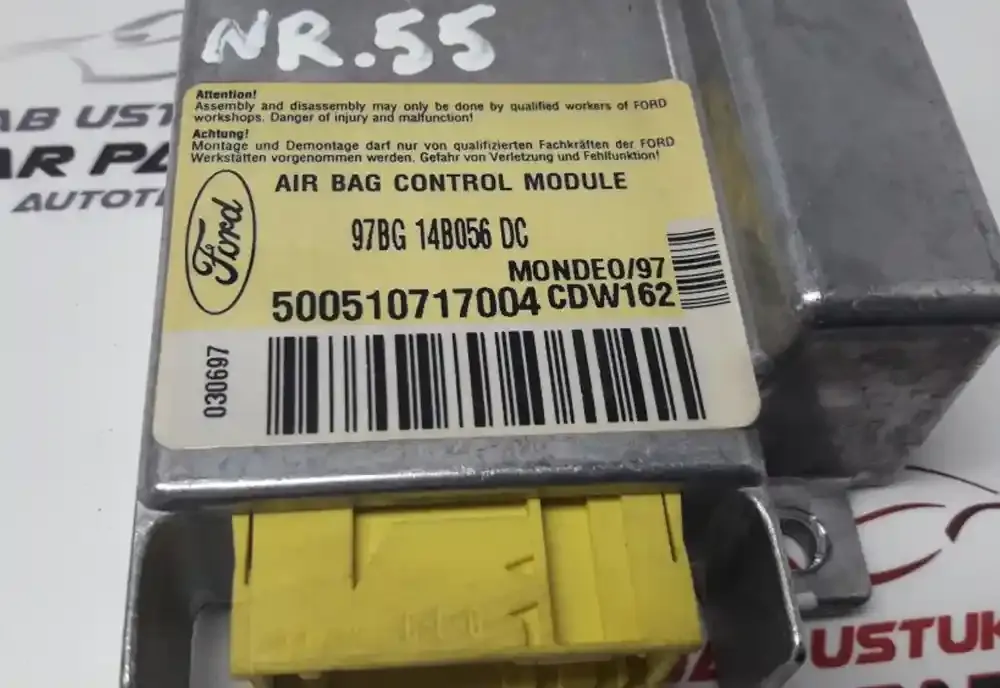 NR.55
Attention!
Assembly and disassembly may only be done by qualified workers of FORD
workshops. Danger of injury and malfunction!
Achtung!
Montage und Demontage darf nur von qualifizierten Fachkräften der FORD
Werkstätten vorgenommen werden. Gefahr von Verletzung und Fehlfunktion!
AIR BAG CONTROL MODULE
Ford
97BG 14B056 DC
MONDEO/97
500510717004 CDW162
030697
AB UST
AR PA
AUTOTE
USTUK